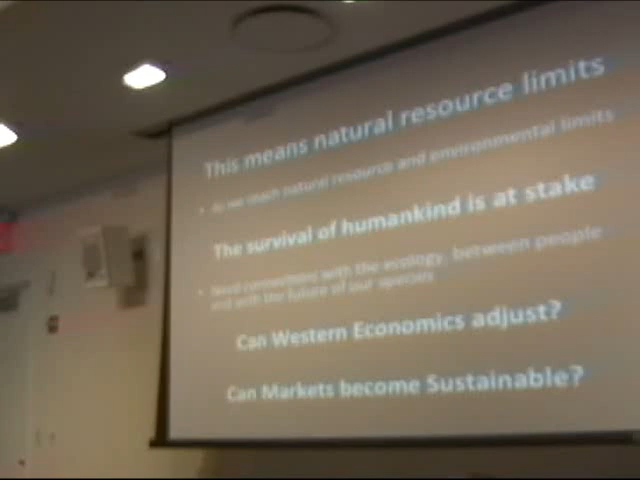 This means natural resource limits
• As we reach natural resource and environmental limits
The survival of humankind is at stake
• Need connections with the ecology, between people
and with the future of our species
Can Western Economics adjust?
Can Markets become Sustainable?